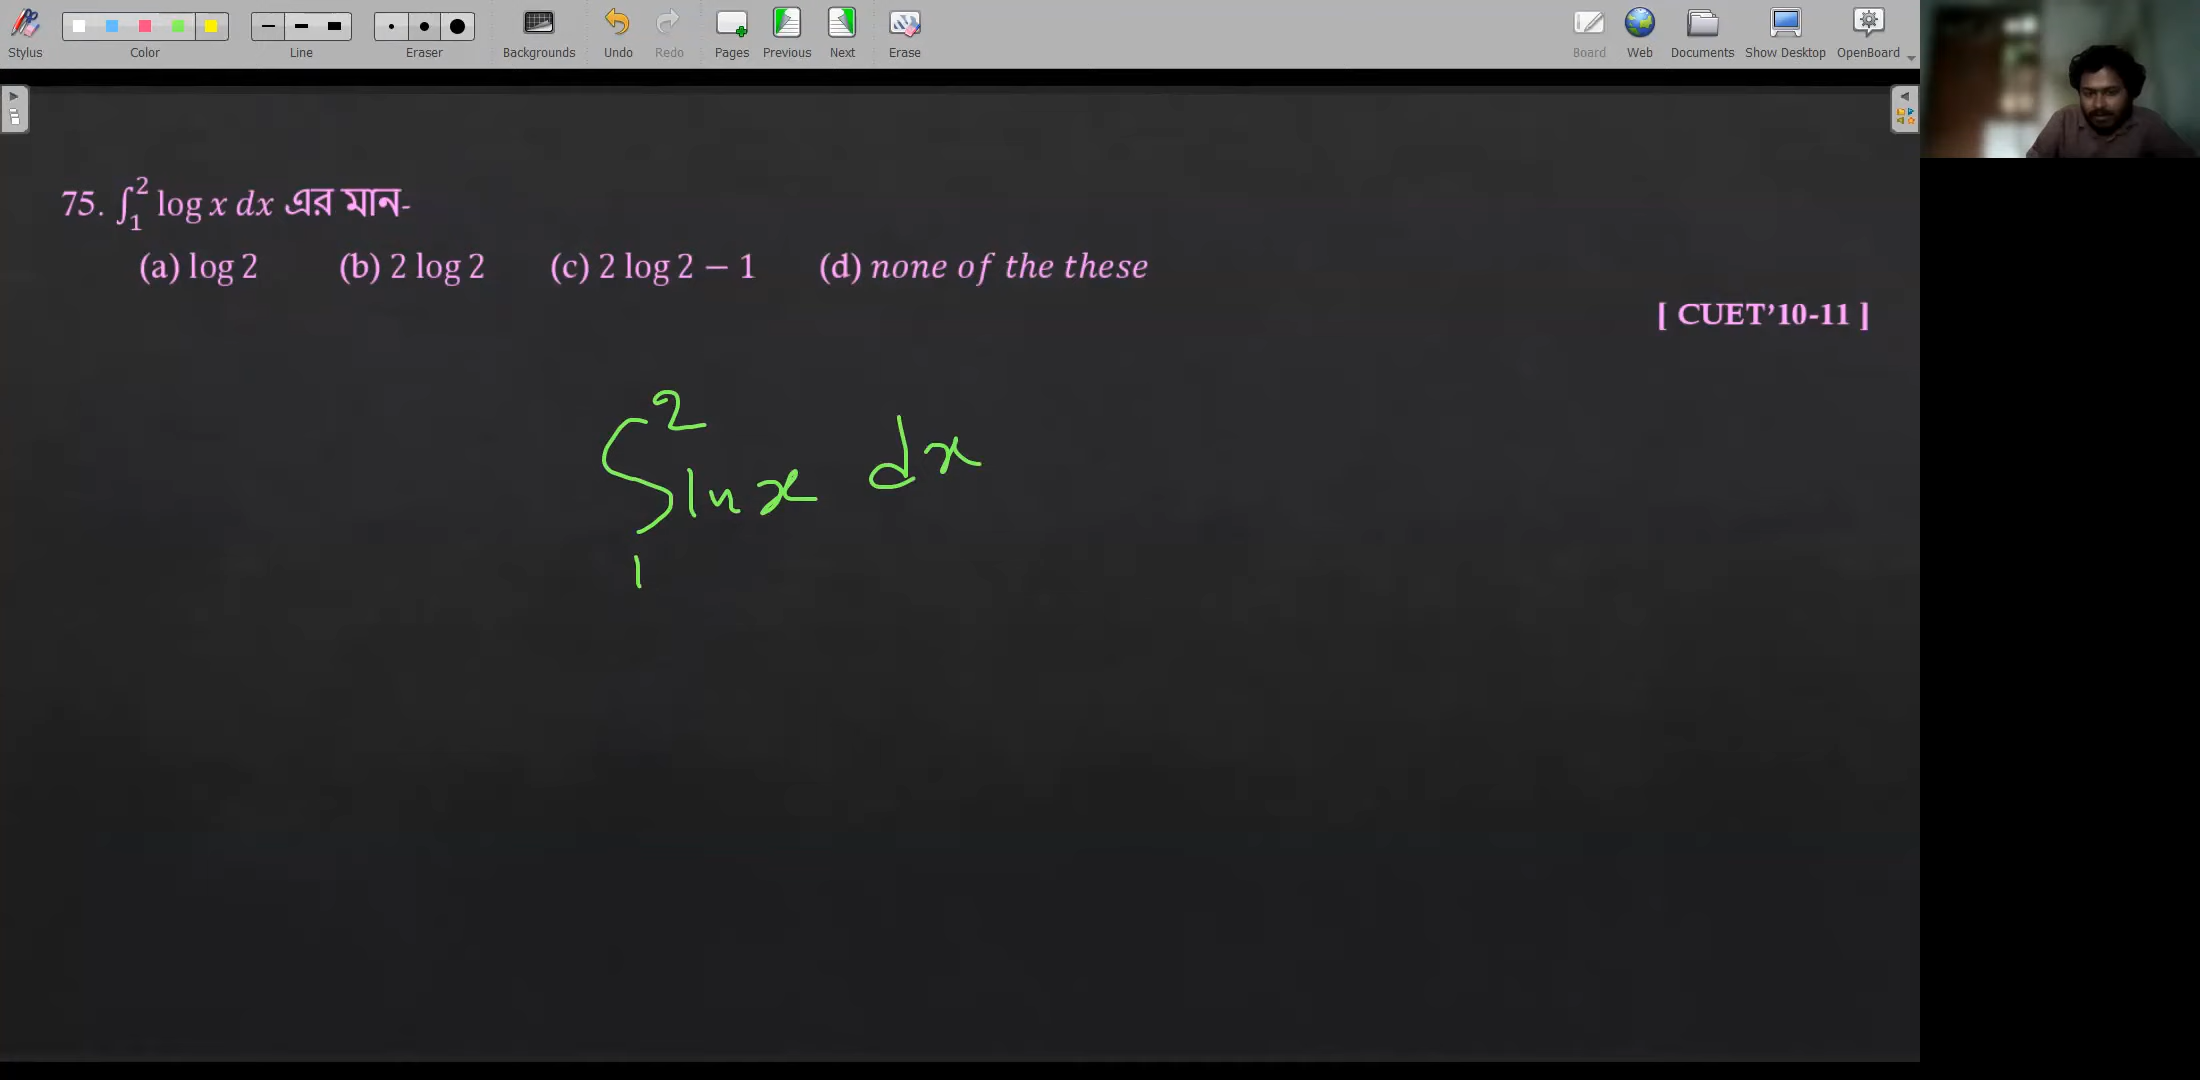 Stylus Color Line Eraser Backgrounds Undo Redo Pages Previous Next Erase Board Web Documents Show Desktop OpenBoard
75. ∫₁² log x dx এর মান-
(a) log 2 (b) 2 log 2 (c) 2 log 2 − 1 (d) none of the these
[ CUET’10-11 ]
∫₁² ln x dx